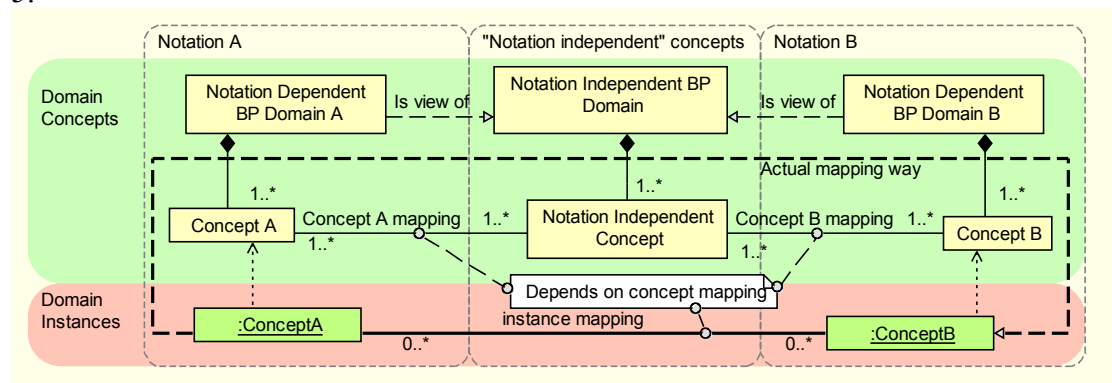 Notation A
"Notation independent" concepts
Notation B
Domain
Concepts
Notation Dependent
BP Domain A
Is view of
Notation Independent BP
Domain
Is view of
Notation Dependent
BP Domain B
Actual mapping way
1..*
1..*
1..*
Concept A
Concept A mapping
1..*
1..*
Notation Independent
Concept
Concept B mapping
1..*
1..*
Concept B
Depends on concept mapping
Domain
Instances
:ConceptA
instance mapping
0..*
0..*
:ConceptB